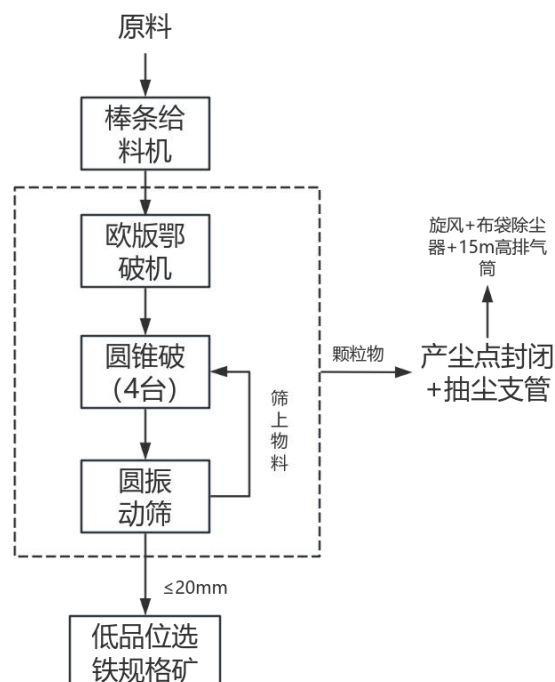 原料
棒条给
料机
欧版鄂
破机
圆锥破
（4台）
圆振
动筛
筛
上
物
料
≤20mm
低品位选
铁规格矿
颗粒物
产尘点封闭
+抽尘支管
旋风+布袋除尘
器+15m高排气
筒